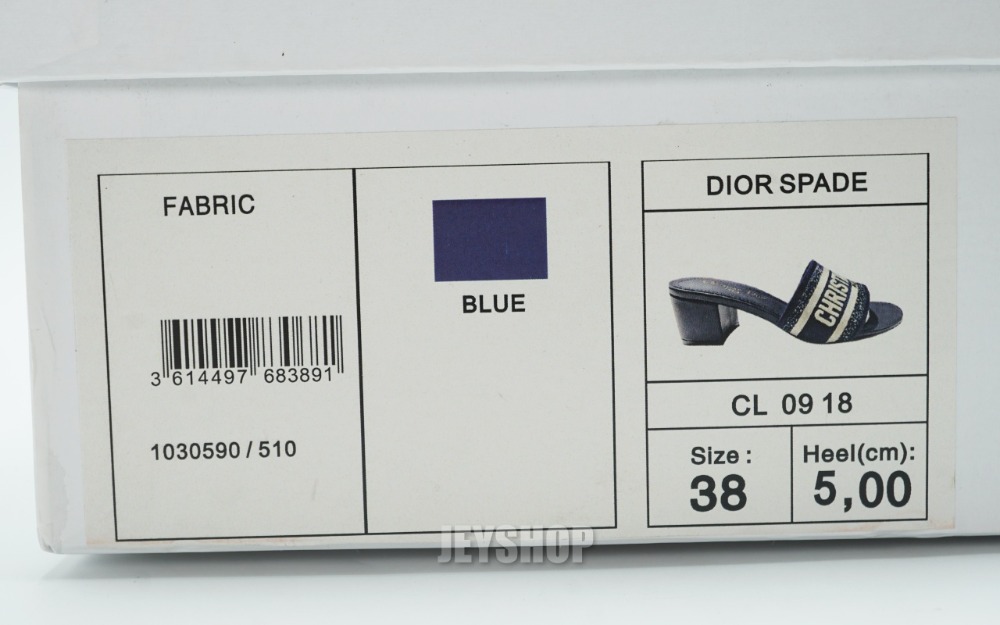 FABRIC
3 614497 683891
1030590 / 510
BLUE
DIOR SPADE
CHRIST
CL 09 18
Size :
38
Heel(cm):
5,00
JEYSHOP